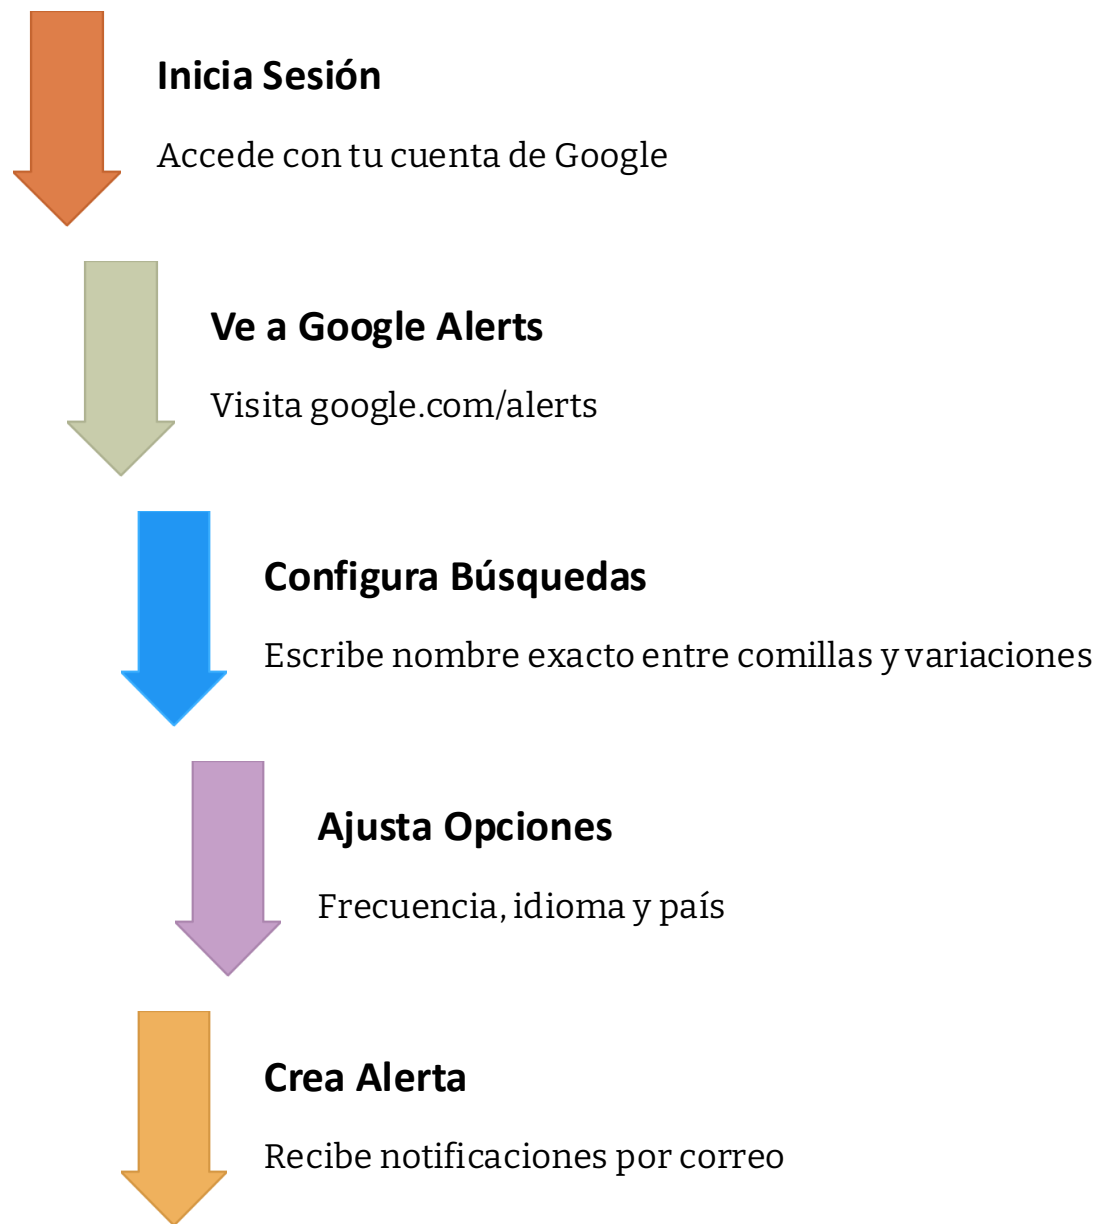 Inicia Sesión
Accede con tu cuenta de Google
Ve a Google Alerts
Visita google.com/alerts
Configura Búsquedas
Escribe nombre exacto entre comillas y variaciones
Ajusta Opciones
Frecuencia, idioma y país
Crea Alerta
Recibe notificaciones por correo